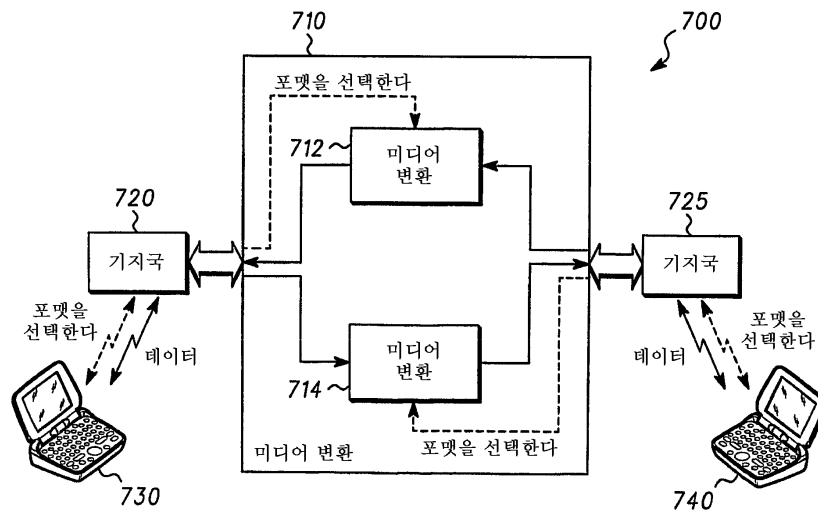 710
700
포맷을 선택한다
712
미디어
변환
720
기지국
725
기지국
포맷을
선택한다
데이터
데이터
포맷을
선택한다
미디어
변환
714
포맷을 선택한다
미디어 변환
730
740